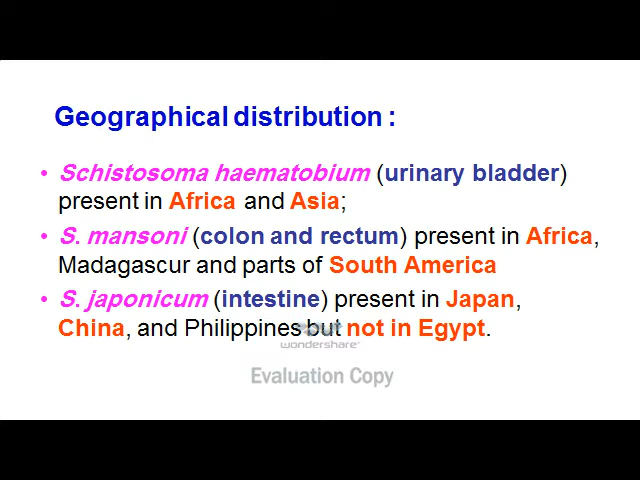 Geographical distribution :
• Schistosoma haematobium (urinary bladder)
present in Africa and Asia;
• S. mansoni (colon and rectum) present in Africa,
Madagascur and parts of South America
• S. japonicum (intestine) present in Japan,
China, and Philippines but not in Egypt.
wondershare
Evaluation Copy